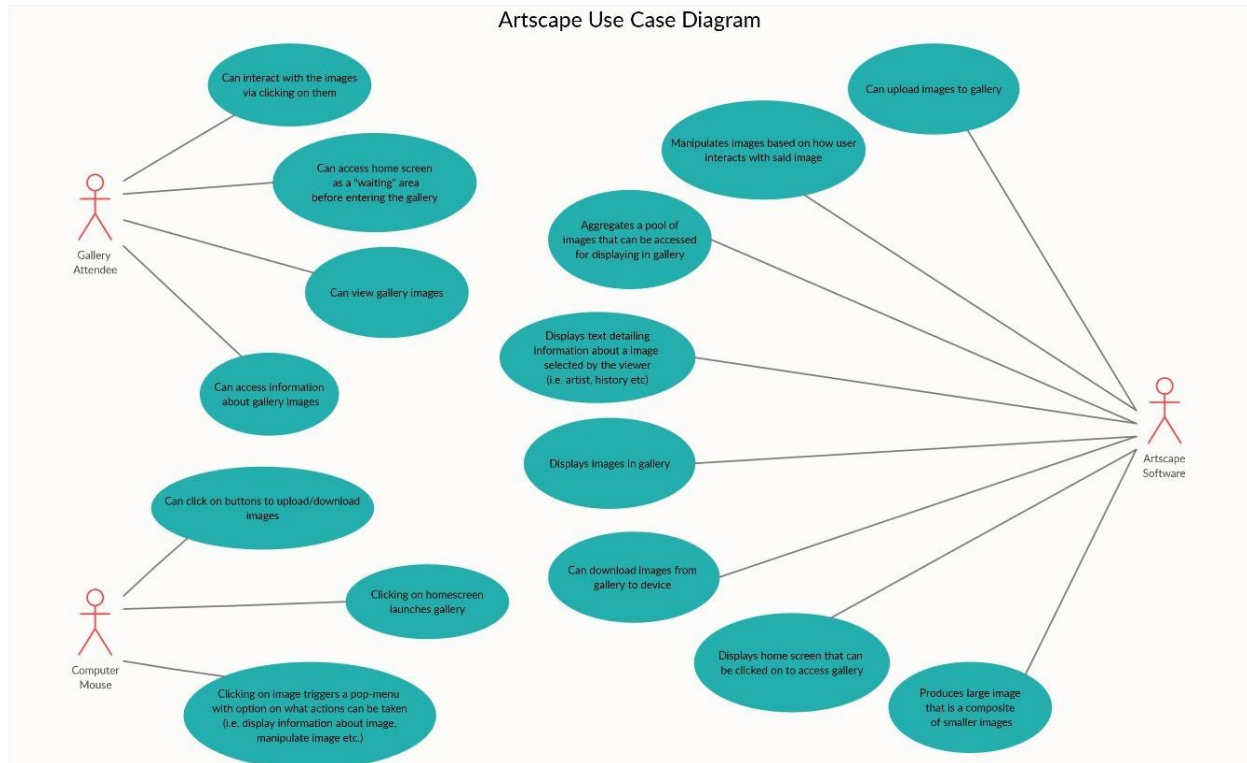 Artscape Use Case Diagram
Can interact with the images
via clicking on them
Can access home screen
as a "waiting" area
before entering the gallery
Gallery
Attendee
Can view gallery images
Can access information
about gallery images
Can click on buttons to upload/download
images
Clicking on homescreen
launches gallery
Computer
Mouse
Clicking on image triggers a pop-menu
with option on what actions can be taken
(i.e. display information about image,
manipulate image etc.)
Can upload images to gallery
Manipulates images based on how user
interacts with said image
Aggregates a pool of
images that can be accessed
for displaying in gallery
Displays text detailing
information about a image
selected by the viewer
(i.e. artist, history etc)
Displays images in gallery
Can download images from
gallery to device
Displays home screen that can
be clicked on to access gallery
Produces large image
that is a composite
of smaller images
Artscape
Software